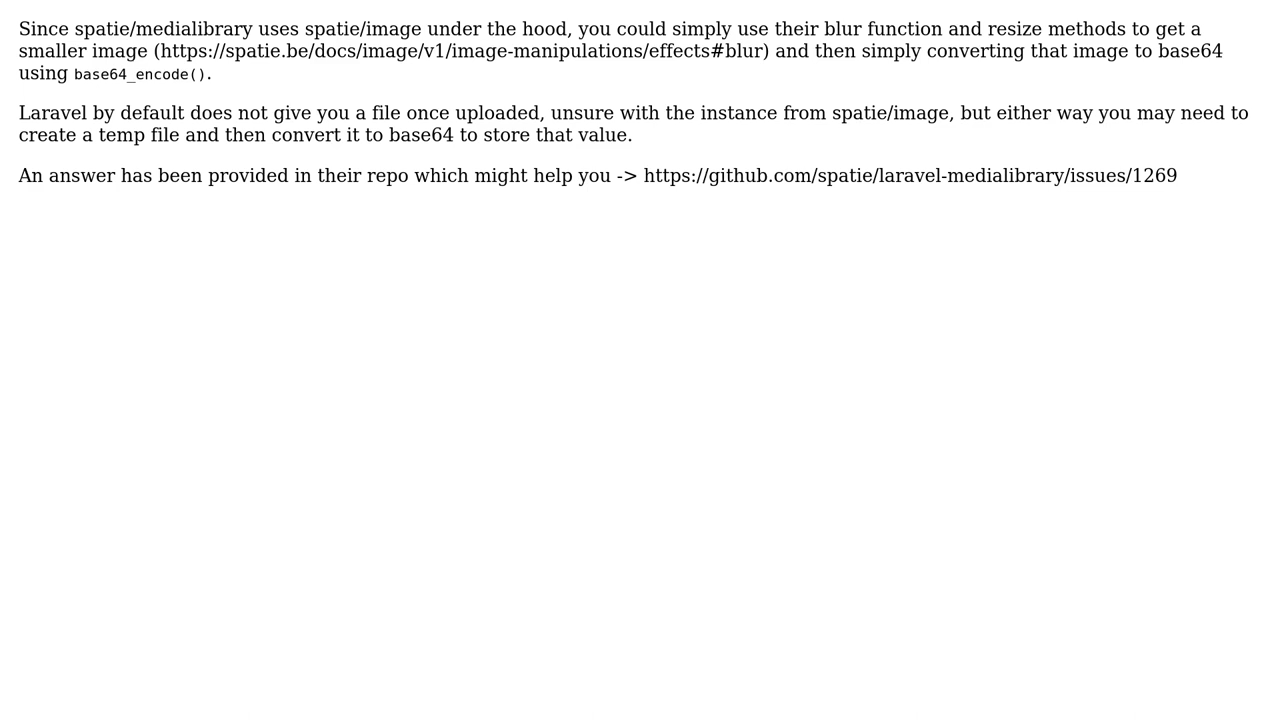 Since spatie/medialibrary uses spatie/image under the hood, you could simply use their blur function and resize methods to get a
smaller image (https://spatie.be/docs/image/v1/image-manipulations/effects#blur) and then simply converting that image to base64
using base64_encode().
Laravel by default does not give you a file once uploaded, unsure with the instance from spatie/image, but either way you may need to
create a temp file and then convert it to base64 to store that value.
An answer has been provided in their repo which might help you -> https://github.com/spatie/laravel-medialibrary/issues/1269